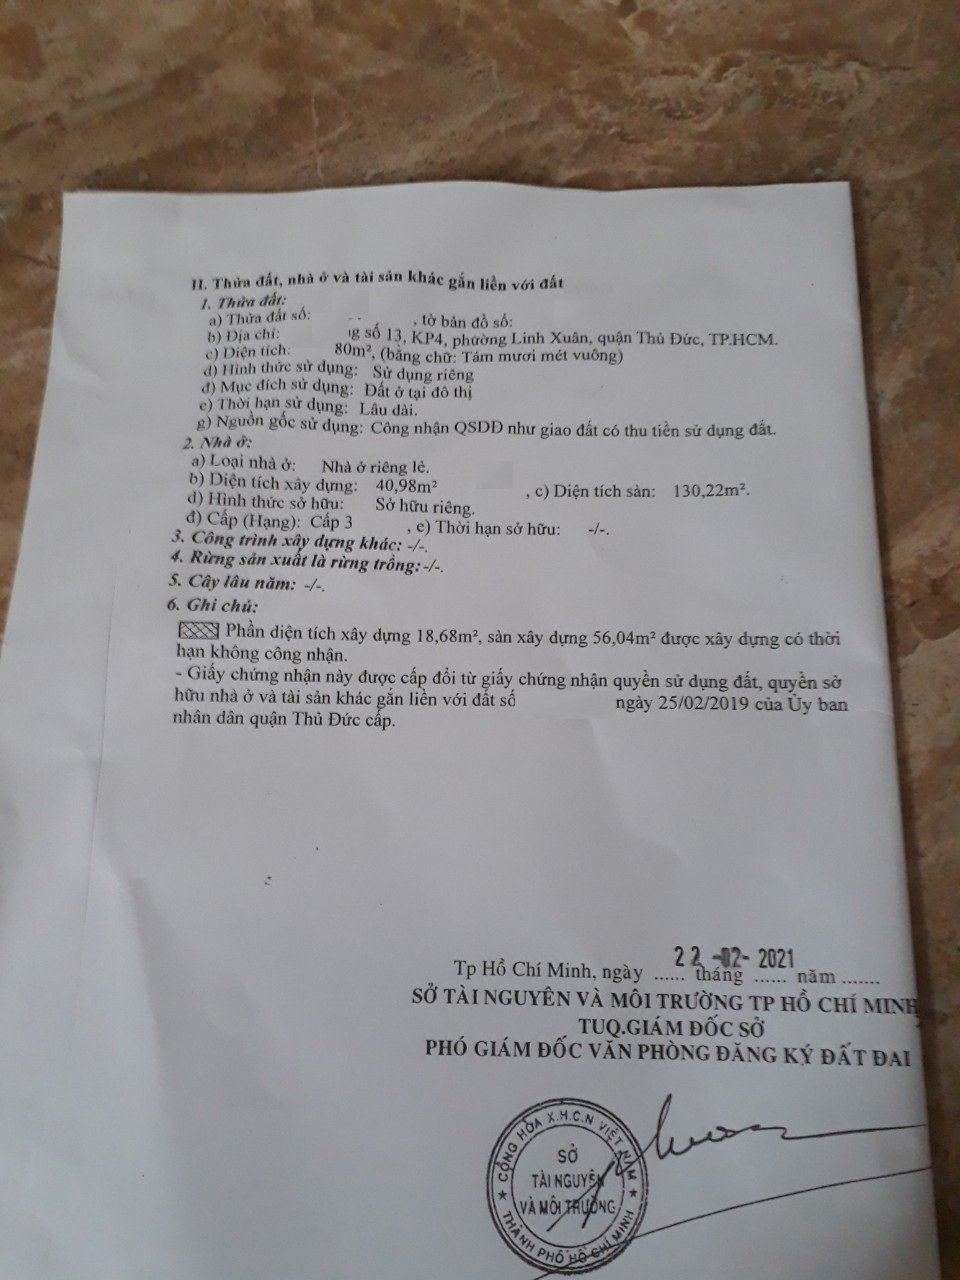 II. Thửa đất, nhà ở và tài sản khác gắn liền với đất
1. Thửa đất:
a) Thửa đất số: , tờ bản đồ số:
b) Địa chỉ: g số 13, KP4, phường Linh Xuân, quận Thủ Đức, TP.HCM.
c) Diện tích: 80m², (bằng chữ: Tám mươi mét vuông)
d) Hình thức sử dụng: Sử dụng riêng
đ) Mục đích sử dụng: Đất ở tại đô thị
e) Thời hạn sử dụng: Lâu dài.
g) Nguồn gốc sử dụng: Công nhận QSDĐ như giao đất có thu tiền sử dụng đất.
2. Nhà ở:
a) Loại nhà ở: Nhà ở riêng lẻ.
b) Diện tích xây dựng: 40,98m² , c) Diện tích sàn: 130,22m².
d) Hình thức sở hữu: Sở hữu riêng.
đ) Cấp (Hạng): Cấp 3 , e) Thời hạn sở hữu: -/-.
3. Công trình xây dựng khác: -/-.
4. Rừng sản xuất là rừng trồng: -/-.
5. Cây lâu năm: -/-.
6. Ghi chú:
Phần diện tích xây dựng 18,68m², sàn xây dựng 56,04m² được xây dựng có thời
hạn không công nhận.
- Giấy chứng nhận này được cấp đổi từ giấy chứng nhận quyền sử dụng đất, quyền sở
hữu nhà ở và tài sản khác gắn liền với đất số ngày 25/02/2019 của Ủy ban
nhân dân quận Thủ Đức cấp.
22 -02- 2021
Tp Hồ Chí Minh, ngày ...... tháng ...... năm .......
SỞ TÀI NGUYÊN VÀ MÔI TRƯỜNG TP HỒ CHÍ MINH
TUQ.GIÁM ĐỐC SỞ
PHÓ GIÁM ĐỐC VĂN PHÒNG ĐĂNG KÝ ĐẤT ĐAI
CỘNG HÒA X.H.C.N VIỆT NAM
SỞ
TÀI NGUYÊN
VÀ MÔI TRƯỜNG
★ THÀNH PHỐ HỒ CHÍ MINH ★